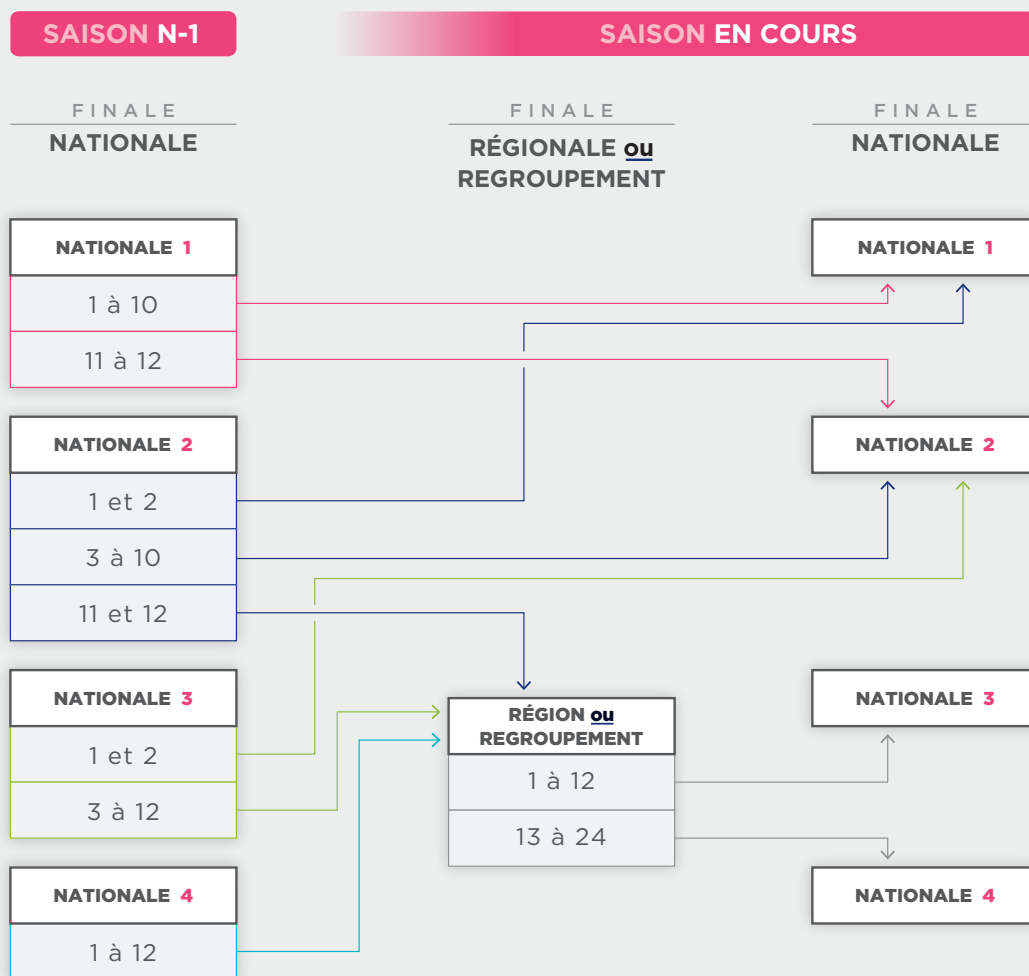 SAISON N-1
SAISON EN COURS
FINALE
NATIONALE
FINALE
RÉGIONALE ou
REGROUPEMENT
FINALE
NATIONALE
NATIONALE 1
1 à 10
11 à 12
NATIONALE 2
1 et 2
3 à 10
11 et 12
NATIONALE 3
1 et 2
3 à 12
NATIONALE 4
1 à 12
RÉGION ou
REGROUPEMENT
1 à 12
13 à 24
NATIONALE 1
NATIONALE 2
NATIONALE 3
NATIONALE 4